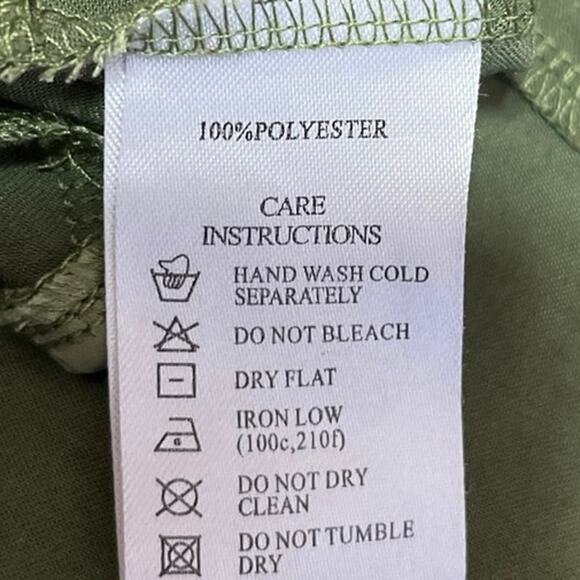 100%POLYESTER
CARE
INSTRUCTIONS
HAND WASH COLD
SEPARATELY
DO NOT BLEACH
DRY FLAT
IRON LOW
(100c,210f)
DO NOT DRY
CLEAN
DO NOT TUMBLE
DRY